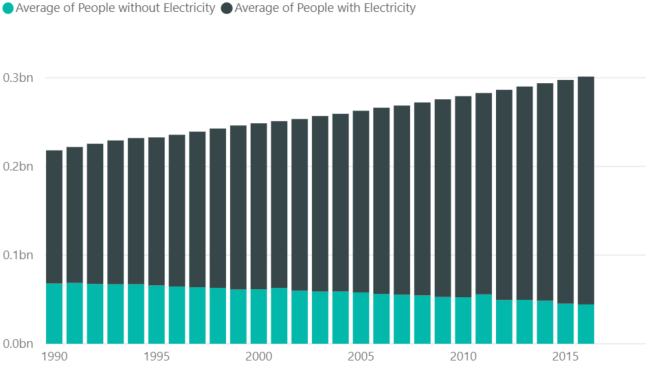 Average of People without Electricity Average of People with Electricity
0.3bn
0.2bn
0.1bn
0.0bn
1990 1995 2000 2005 2010 2015